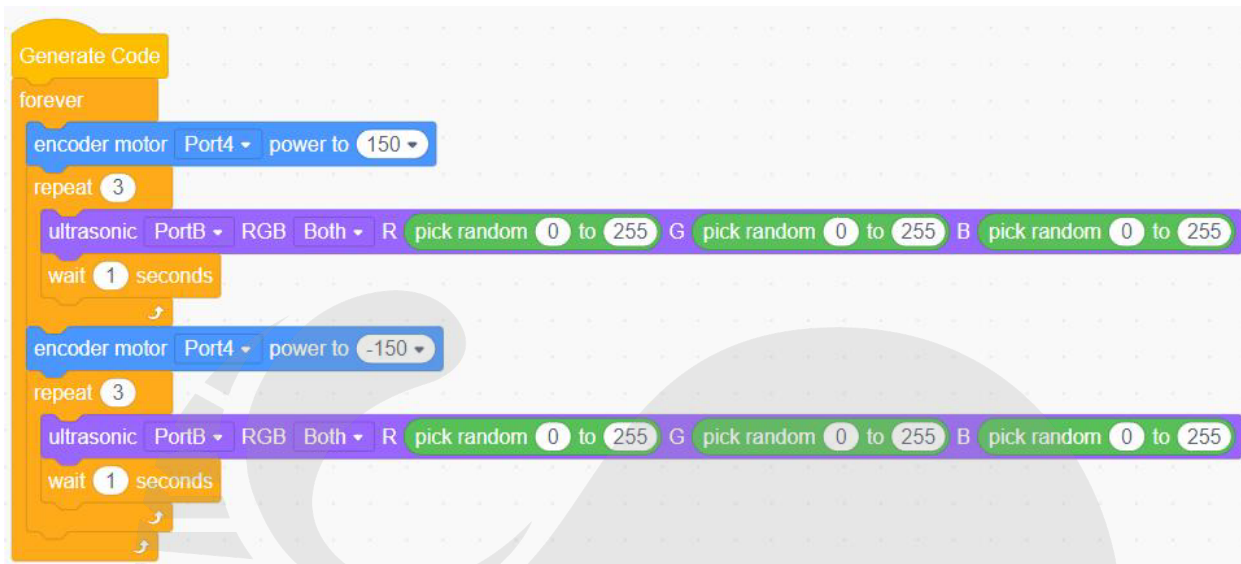 Generate Code
forever
encoder motor Port4 power to 150
repeat 3
ultrasonic PortB RGB Both R pick random 0 to 255 G pick random 0 to 255 B pick random 0 to 255
wait 1 seconds
encoder motor Port4 power to -150
repeat 3
ultrasonic PortB RGB Both R pick random 0 to 255 G pick random 0 to 255 B pick random 0 to 255
wait 1 seconds